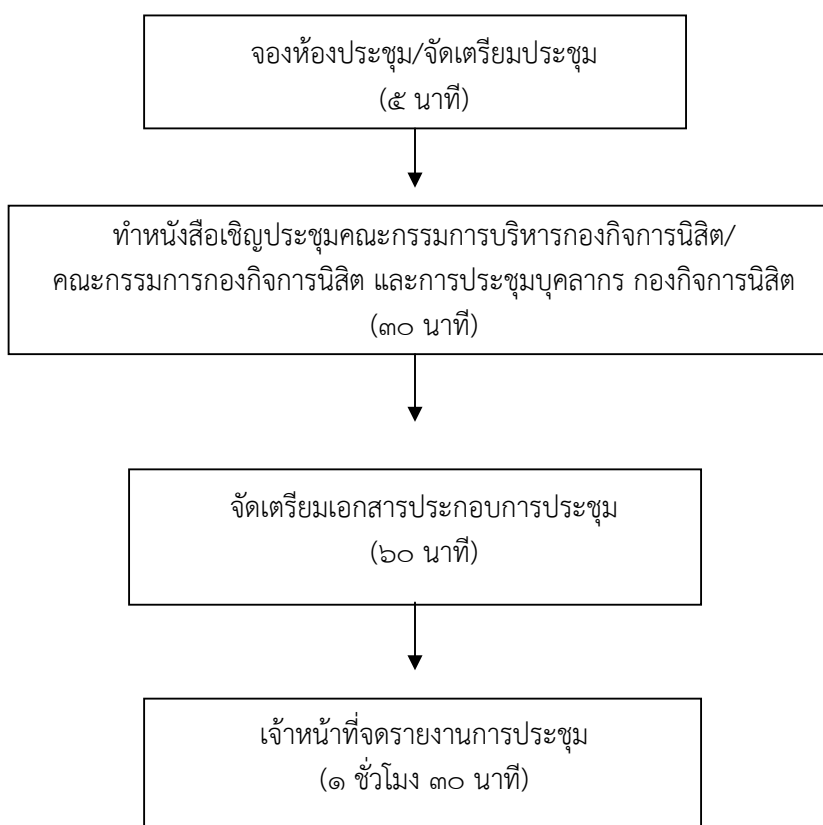 จองห้องประชุม/จัดเตรียมประชุม
(๕ นาที)
ทำหนังสือเชิญประชุมคณะกรรมการบริหารกองกิจการนิสิต/
คณะกรรมการกองกิจการนิสิต และการประชุมบุคลากร กองกิจการนิสิต
(๓๐ นาที)
จัดเตรียมเอกสารประกอบการประชุม
(๖๐ นาที)
เจ้าหน้าที่จดรายงานการประชุม
(๑ ชั่วโมง ๓๐ นาที)